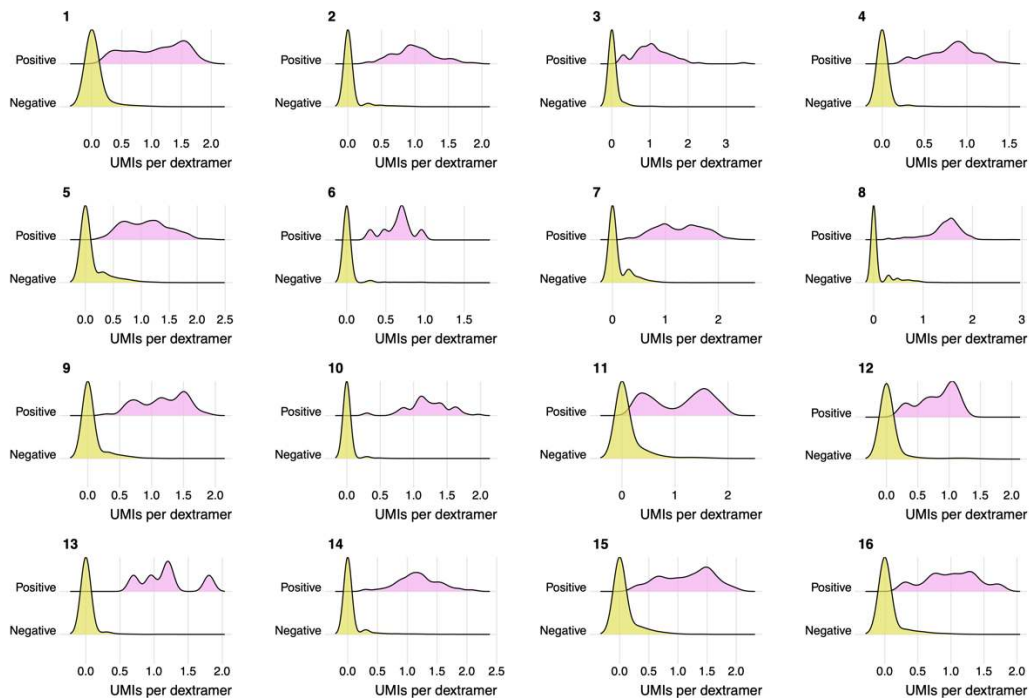 1
Positive
Negative
0.0 0.5 1.0 1.5 2.0
UMIs per dextramer
2
Positive
Negative
0.0 0.5 1.0 1.5 2.0
UMIs per dextramer
3
Positive
Negative
0 1 2 3
UMIs per dextramer
4
Positive
Negative
0.0 0.5 1.0 1.5
UMIs per dextramer
5
Positive
Negative
0.0 0.5 1.0 1.5 2.0 2.5
UMIs per dextramer
6
Positive
Negative
0.0 0.5 1.0 1.5
UMIs per dextramer
7
Positive
Negative
0 1 2
UMIs per dextramer
8
Positive
Negative
0 1 2 3
UMIs per dextramer
9
Positive
Negative
0.0 0.5 1.0 1.5 2.0
UMIs per dextramer
10
Positive
Negative
0.0 0.5 1.0 1.5 2.0
UMIs per dextramer
11
Positive
Negative
0 1 2
UMIs per dextramer
12
Positive
Negative
0.0 0.5 1.0 1.5 2.0
UMIs per dextramer
13
Positive
Negative
0.0 0.5 1.0 1.5 2.0
UMIs per dextramer
14
Positive
Negative
0.0 0.5 1.0 1.5 2.0 2.5
UMIs per dextramer
15
Positive
Negative
0.0 0.5 1.0 1.5 2.0
UMIs per dextramer
16
Positive
Negative
0.0 0.5 1.0 1.5 2.0
UMIs per dextramer